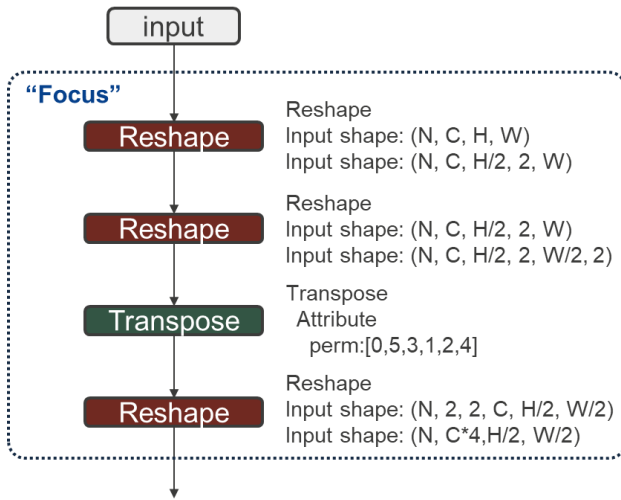 input
“Focus”
Reshape
Reshape
Input shape: (N, C, H, W)
Input shape: (N, C, H/2, 2, W)
Reshape
Reshape
Input shape: (N, C, H/2, 2, W)
Input shape: (N, C, H/2, 2, W/2, 2)
Transpose
Transpose
Attribute
perm:[0,5,3,1,2,4]
Reshape
Reshape
Input shape: (N, 2, 2, C, H/2, W/2)
Input shape: (N, C*4,H/2, W/2)